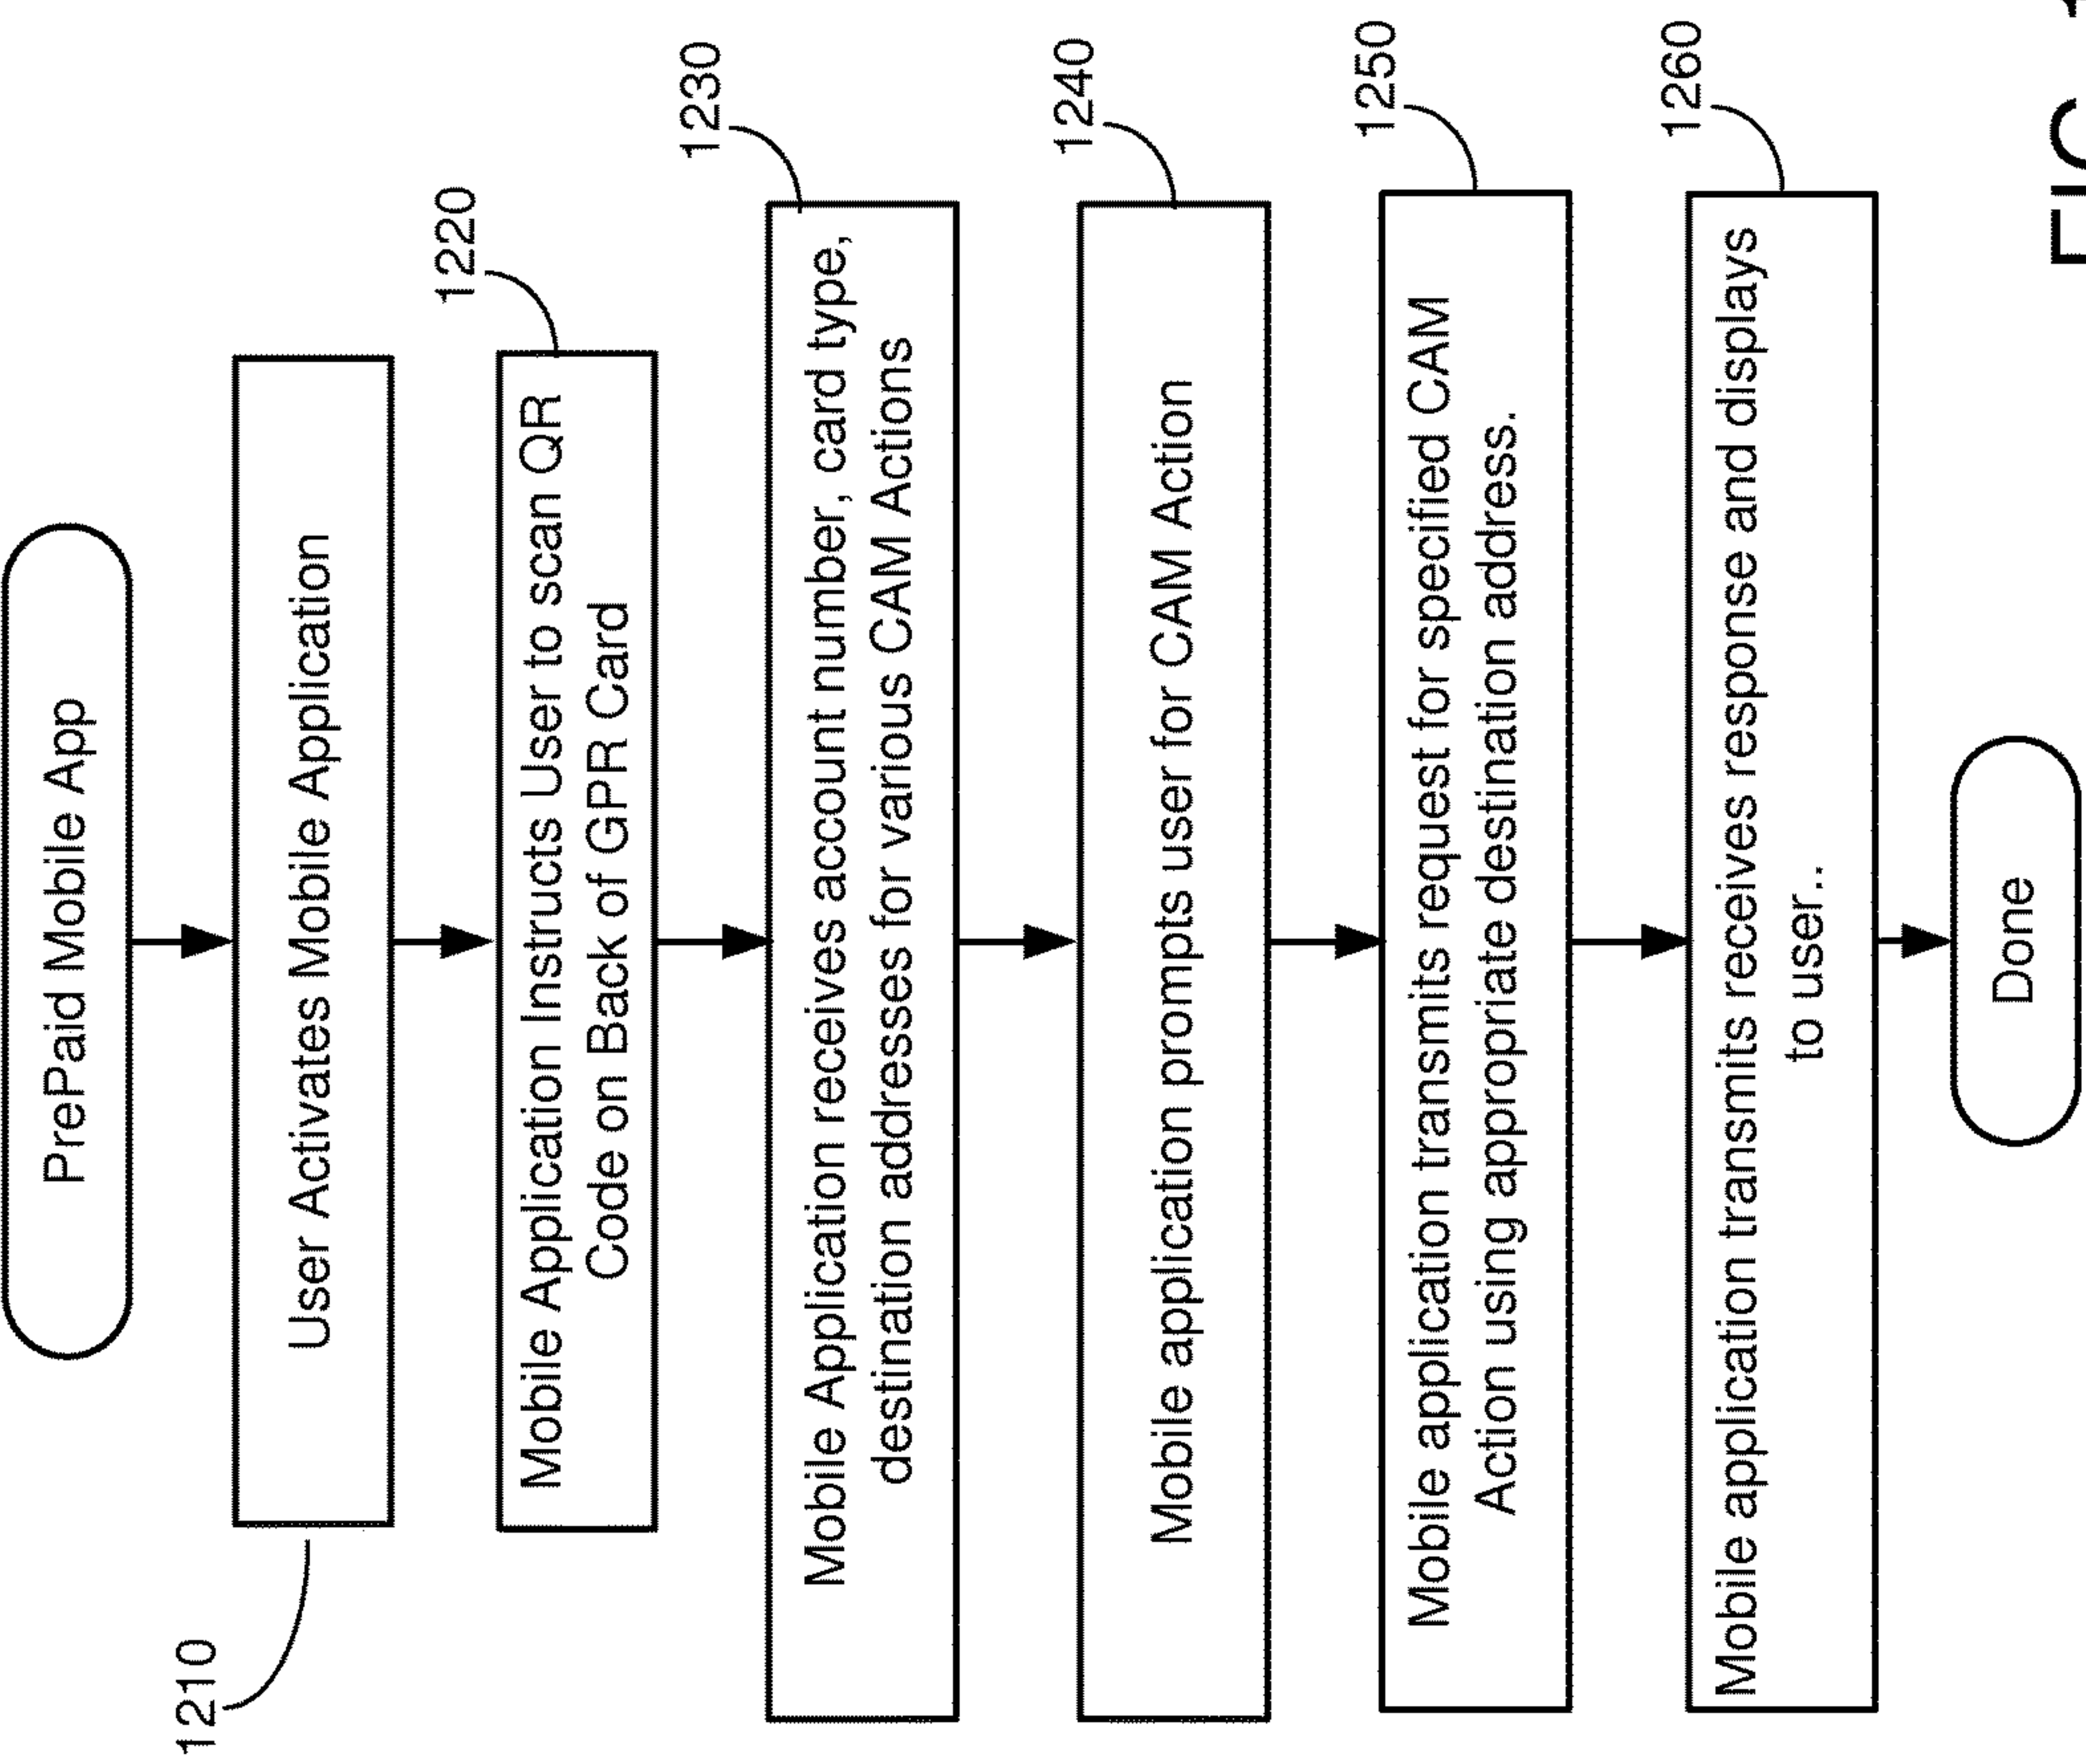 PrePaid Mobile App
1210
User Activates Mobile Application
1220
Mobile Application Instructs User to scan QR
Code on Back of GPR Card
1230
Mobile Application receives account number, card type,
destination addresses for various CAM Actions
1240
Mobile application prompts user for CAM Action
1250
Mobile application transmits request for specified CAM
Action using appropriate destination address.
1260
Mobile application transmits receives response and displays
to user..
Done